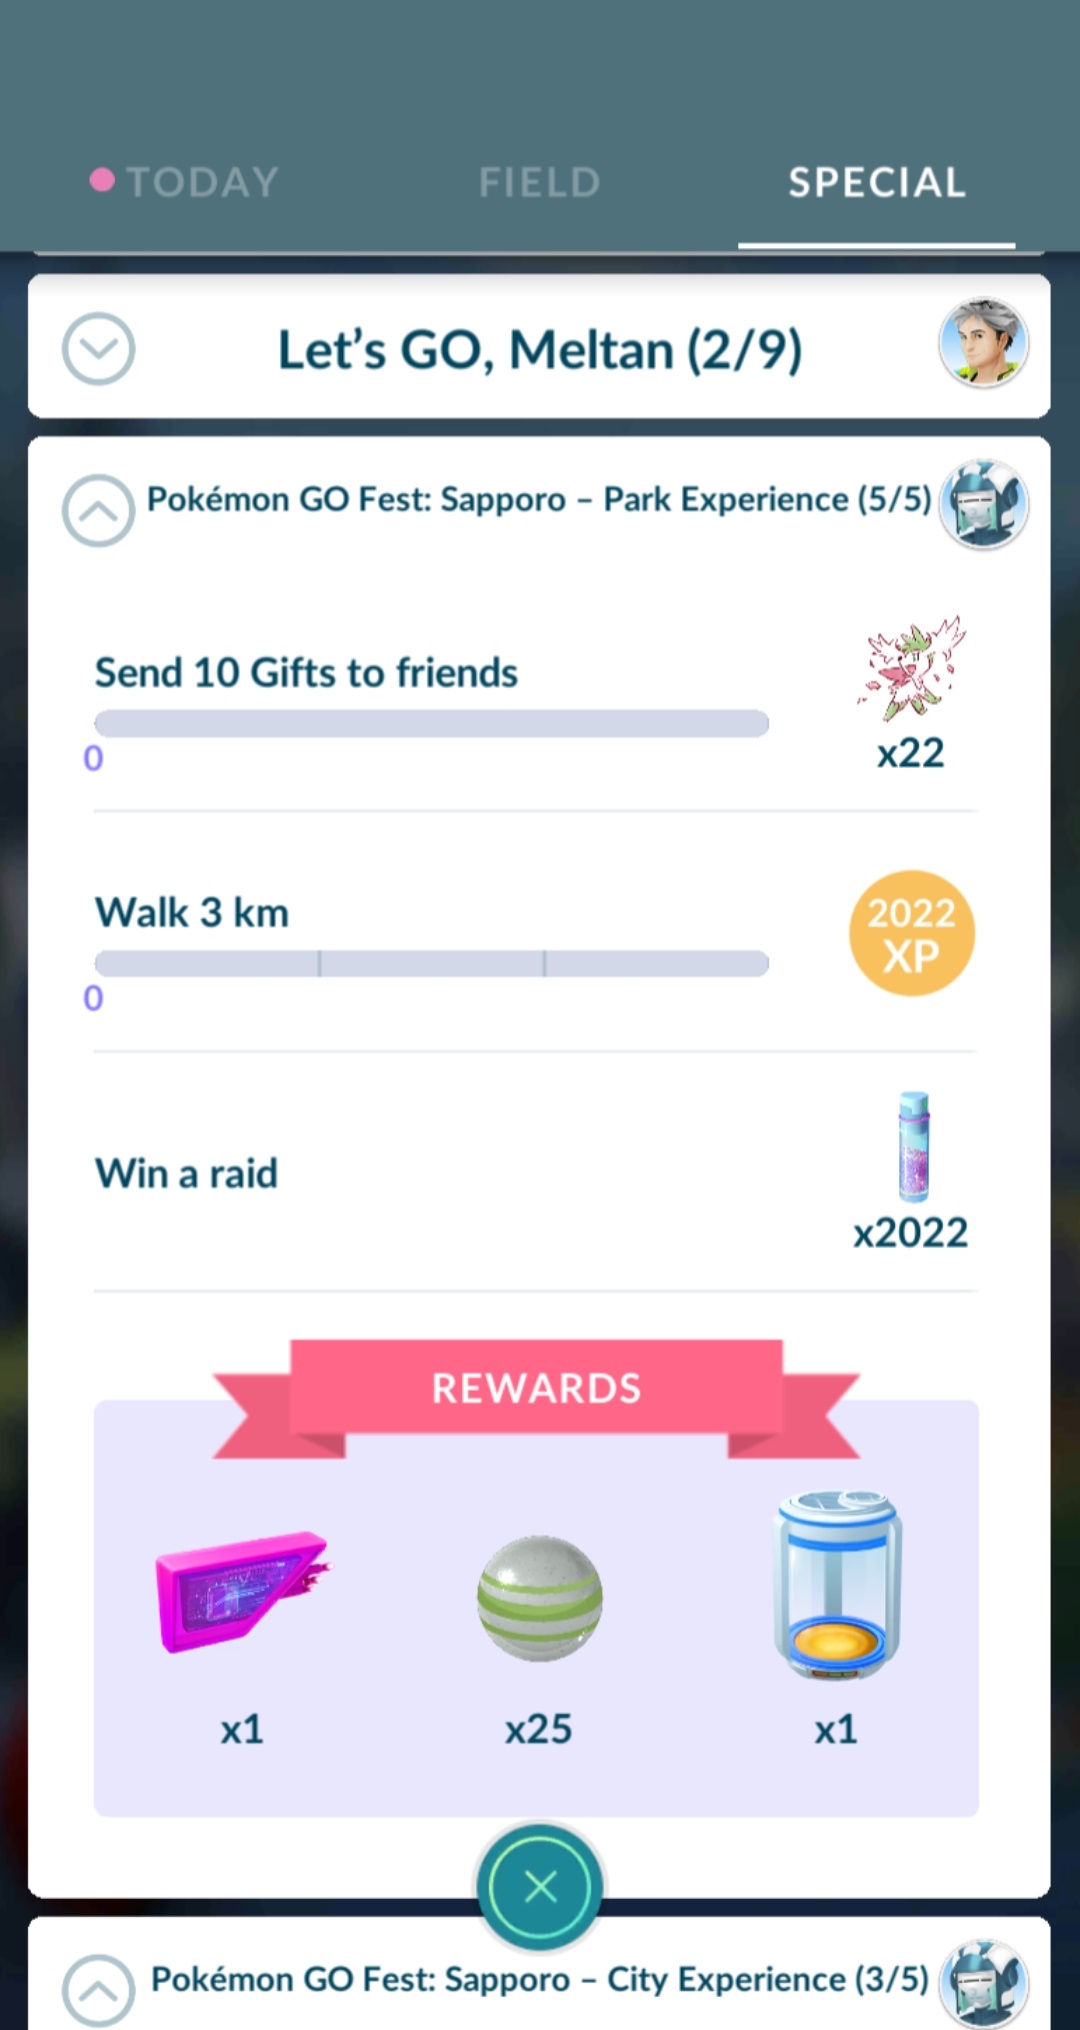 TODAY
FIELD
SPECIAL
Let's GO, Meltan (2/9)
Pokémon GO Fest: Sapporo – Park Experience (5/5)
Send 10 Gifts to friends
0
x22
Walk 3 km
0
2022
XP
Win a raid
x2022
REWARDS
x1
x25
x1
Pokémon GO Fest: Sapporo – City Experience (3/5)